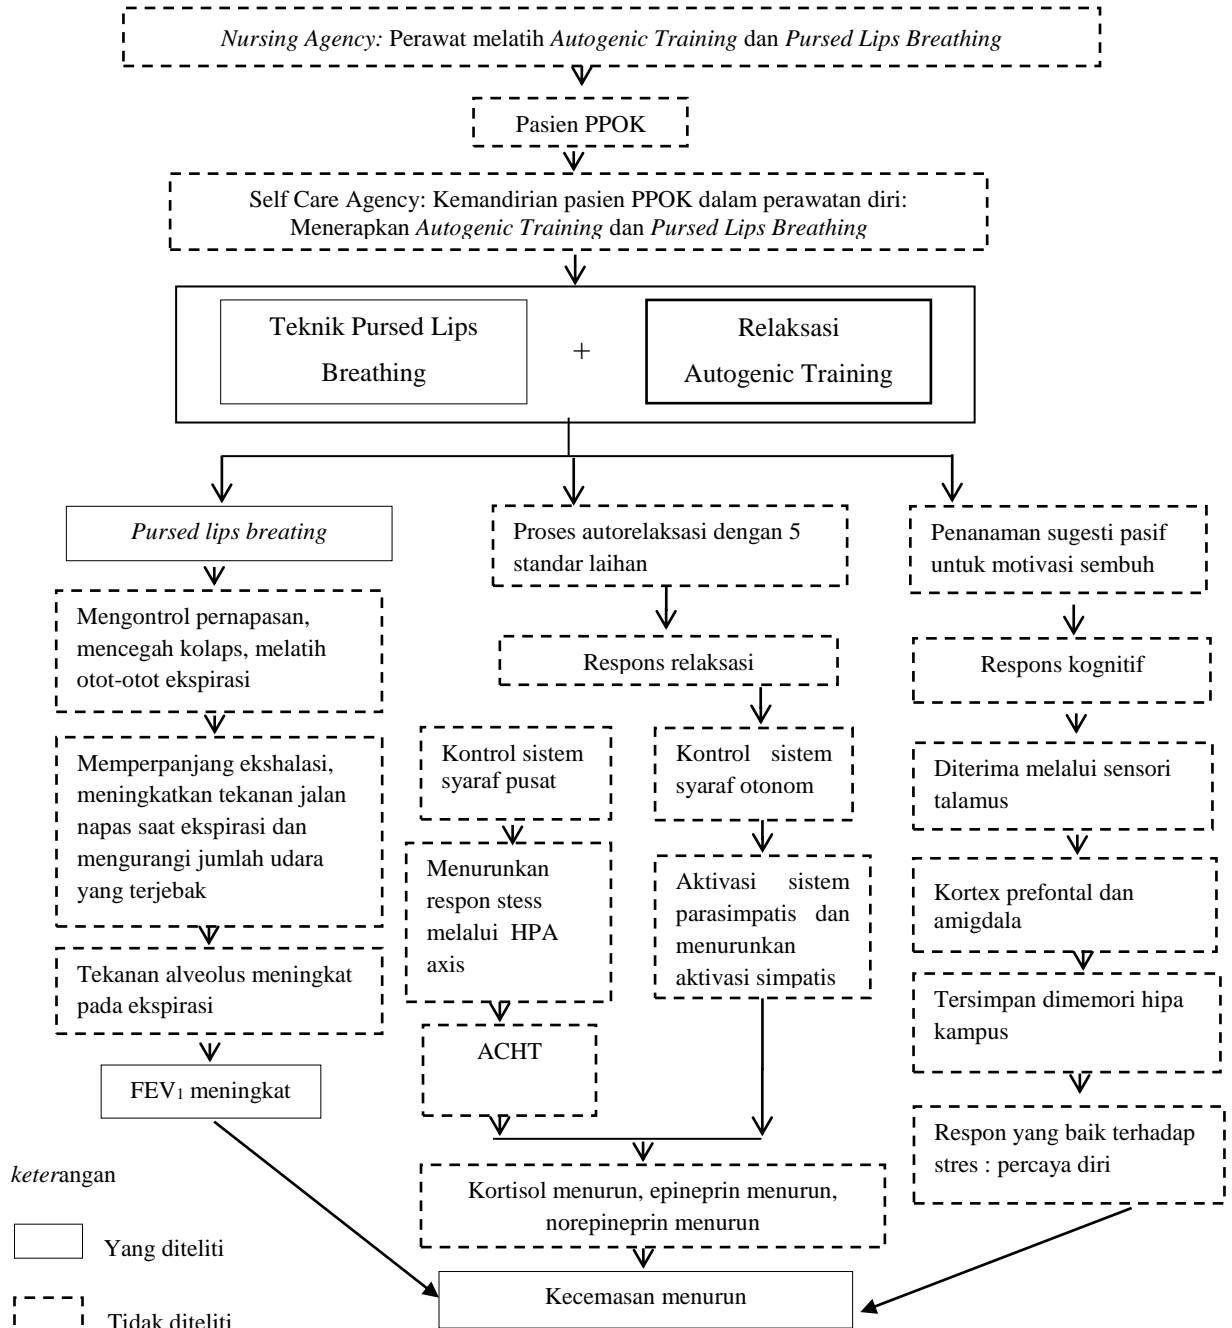 Nursing Agency: Perawat melatih Autogenic Training dan Pursed Lips Breathing
Pasien PPOK
Self Care Agency: Kemandirian pasien PPOK dalam perawatan diri:
Menerapkan Autogenic Training dan Pursed Lips Breathing
Teknik Pursed Lips
Breathing
+
Relaksasi
Autogenic Training
Pursed lips breating
Mengontrol pernapasan,
mencegah kolaps, melatih
otot-otot ekspirasi
Memperpanjang ekshalasi,
meningkatkan tekanan jalan
napas saat ekspirasi dan
mengurangi jumlah udara
yang terjebak
Tekanan alveolus meningkat
pada ekspirasi
FEV1 meningkat
Proses autorelaksasi dengan 5
standar laihan
Respons relaksasi
Kontrol sistem
syaraf pusat
Menurunkan
respon stess
melalui HPA
axis
ACHT
Kontrol sistem
syaraf otonom
Aktivasi sistem
parasimpatis dan
menurunkan
aktivasi simpatis
Kortisol menurun, epineprin menurun,
norepineprin menurun
Penanaman sugesti pasif
untuk motivasi sembuh
Respons kognitif
Diterima melalui sensori
talamus
Kortex prefontal dan
amigdala
Tersimpan dimemori hipa
kampus
Respon yang baik terhadap
stres : percaya diri
Kecemasan menurun
keterangan
Yang diteliti
Tidak diteliti